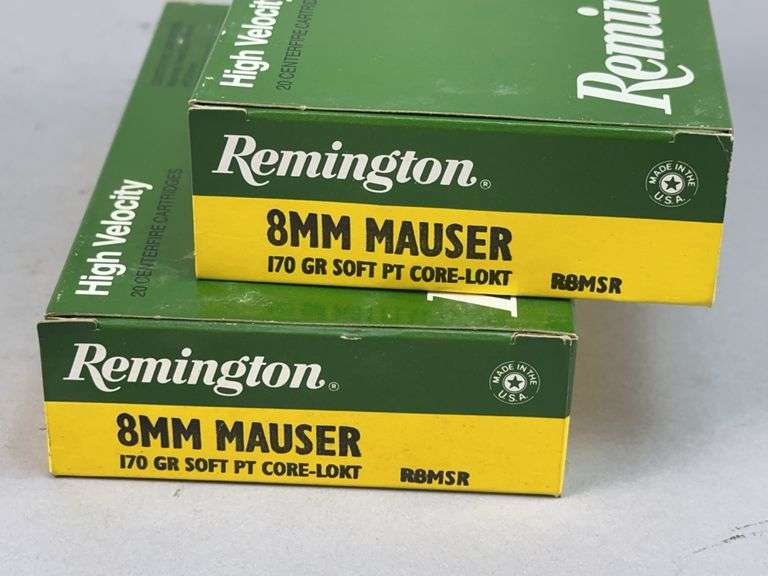 High Velocity
20 CENTERFIRE CARTRIDGES
Remington®
MADE IN THE U.S.A.
8MM MAUSER
170 GR SOFT PT CORE-LOKT R8MSR
High Velocity
20 CENTERFIRE CARTRIDGES
Remington®
MADE IN THE U.S.A.
8MM MAUSER
170 GR SOFT PT CORE-LOKT R8MSR